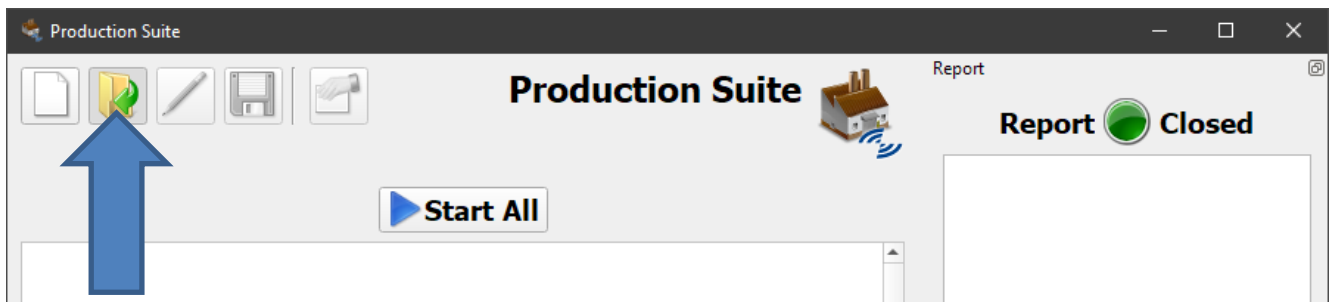 Production Suite
Production Suite
Report
Report Closed
Start All